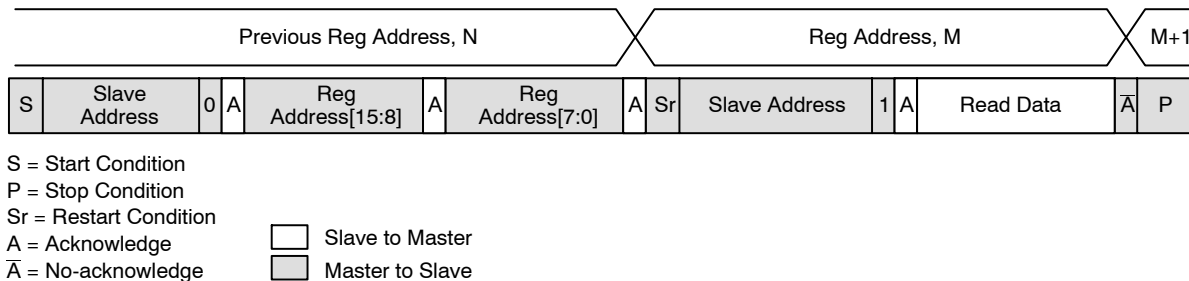 Previous Reg Address, N Reg Address, M M+1
S Slave Address 0 A Reg Address[15:8] A Reg Address[7:0] A Sr Slave Address 1 A Read Data A̅ P
S = Start Condition
P = Stop Condition
Sr = Restart Condition
A = Acknowledge
A̅ = No-acknowledge
Slave to Master
Master to Slave